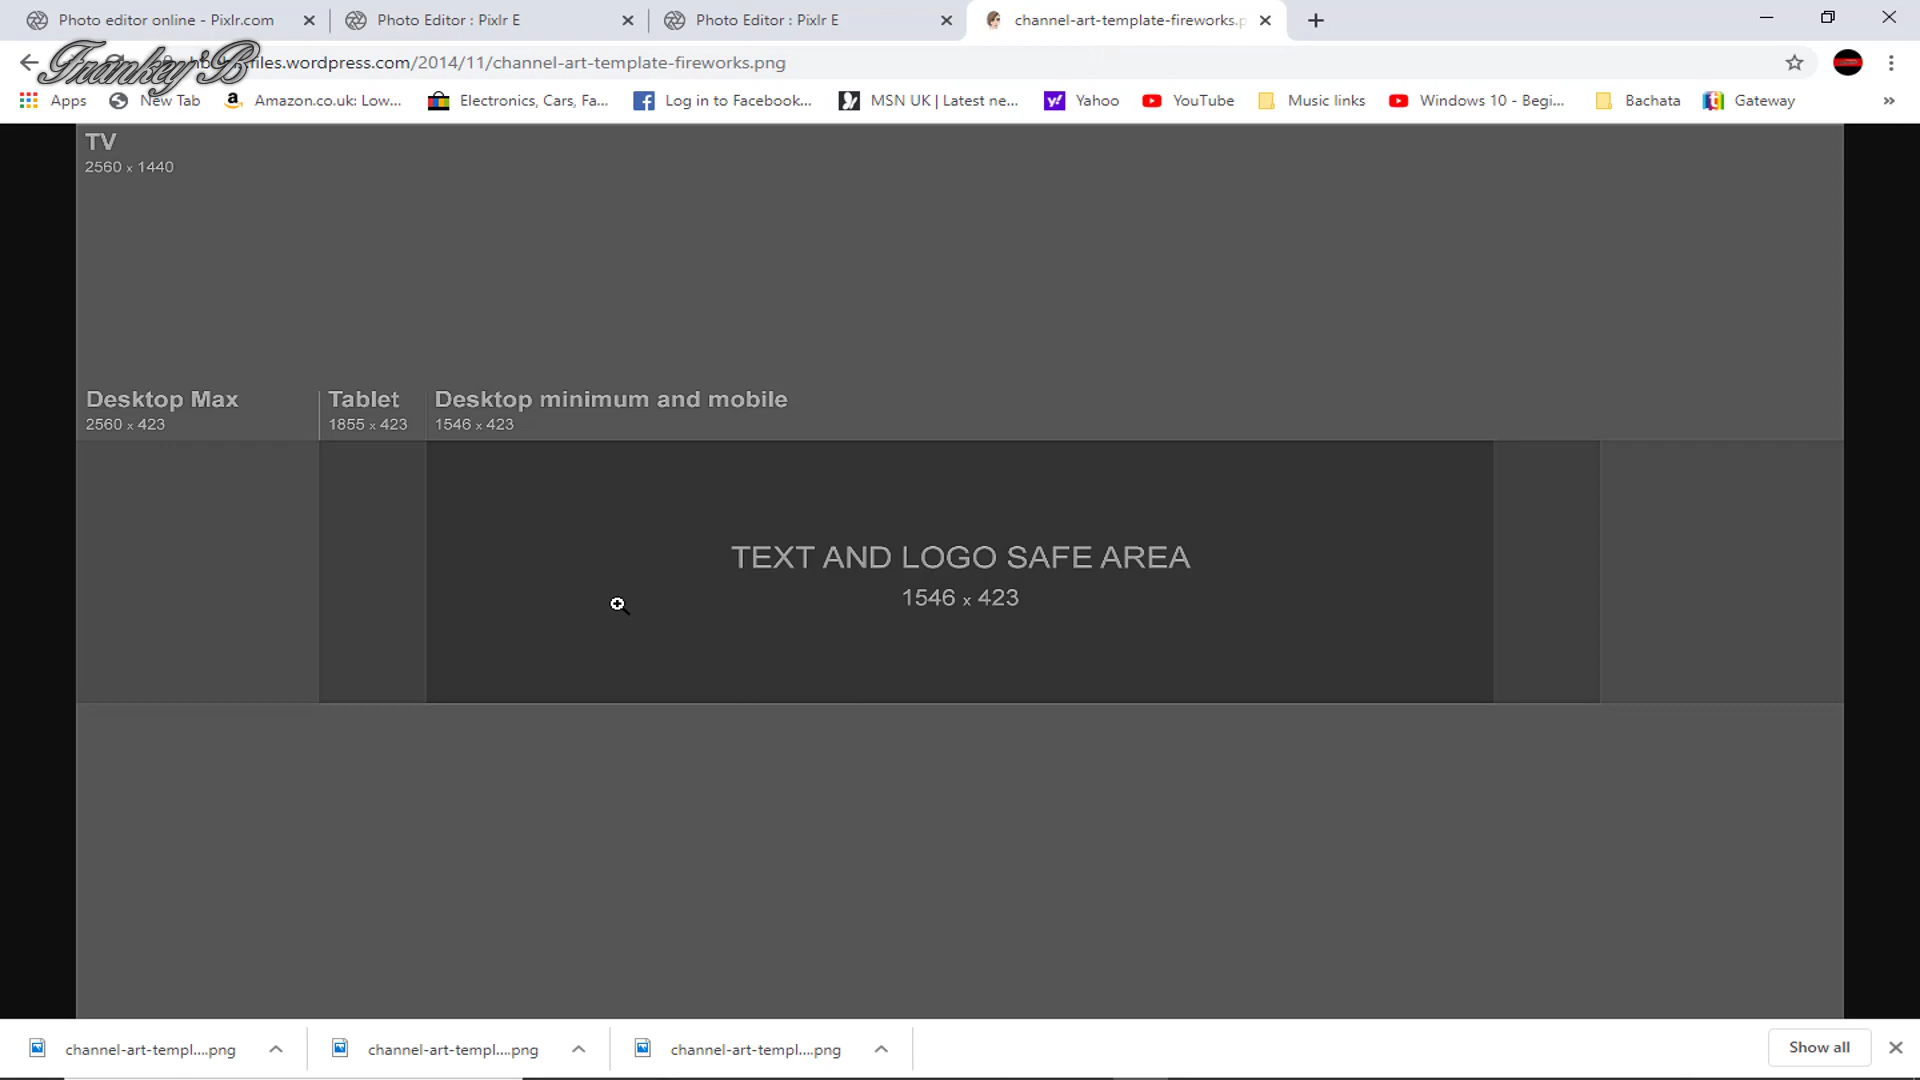 Photo editor online - Pixlr.com
Photo Editor : Pixlr E
Photo Editor : Pixlr E
channel-art-template-fireworks.p
Franky'B
files.wordpress.com/2014/11/channel-art-template-fireworks.png
Apps
New Tab
Amazon.co.uk: Low...
Electronics, Cars, Fa...
Log in to Facebook...
MSN UK | Latest ne...
Yahoo
YouTube
Music links
Windows 10 - Begi...
Bachata
Gateway
»
TV
2560 x 1440
Desktop Max
2560 x 423
Tablet
1855 x 423
Desktop minimum and mobile
1546 x 423
TEXT AND LOGO SAFE AREA
1546 x 423
channel-art-templ....png
channel-art-templ....png
channel-art-templ....png
Show all